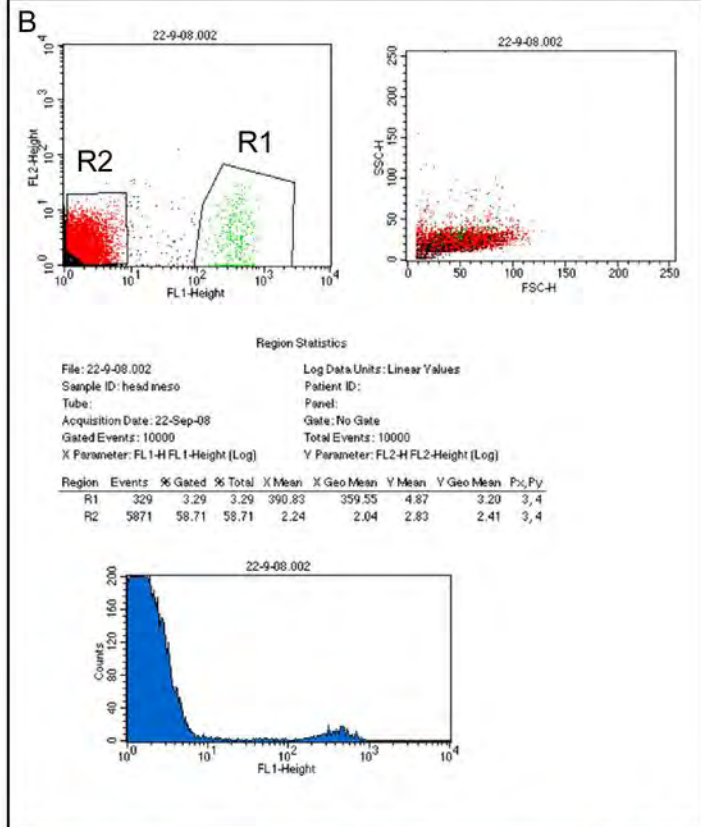 B
22-9-08.002
10^4
10^3
10^2
10^1
10^0
FL2-Height
R2
R1
10^0 10^1 10^2 10^3 10^4
FL1-Height
22-9-08.002
250
200
150
100
50
0
SSC-H
0 50 100 150 200 250
FSC-H
Region Statistics
File: 22-9-08.002 Log Data Units: Linear Values
Sample ID: head meso Patient ID:
Tube: Panel:
Acquisition Date: 22-Sep-08 Gate: No Gate
Gated Events: 10000 Total Events: 10000
X Parameter: FL1-H FL1-Height (Log) Y Parameter: FL2-H FL2-Height (Log)
Region Events % Gated % Total X Mean X Geo Mean Y Mean Y Geo Mean Px,Py
R1 329 3.29 3.29 390.83 359.55 4.87 3.20 3, 4
R2 5871 58.71 58.71 2.24 2.04 2.83 2.41 3, 4
22-9-08.002
200
160
120
80
40
0
Counts
10^0 10^1 10^2 10^3 10^4
FL1-Height